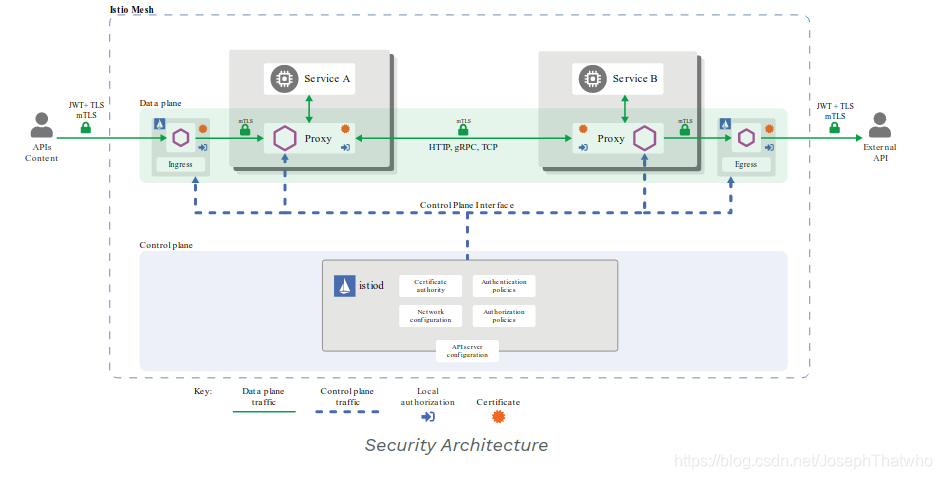 Istio Mesh
Service A
Service B
Data plane
JWT+ TLS
mTLS
mTLS
mTLS
mTLS
JWT + TLS
mTLS
Proxy
Proxy
HTTP, gRPC, TCP
APIs
Content
Ingress
Egress
External
API
Control Plane Interface
Control plane
istiod
Certificate
authority
Authentication
policies
Network
configuration
Authorization
policies
API server
configuration
Key:
Data plane
traffic
Control plane
traffic
Local
authorization
Certificate
Security Architecture
https://blog.csdn.net/JosephThatwho